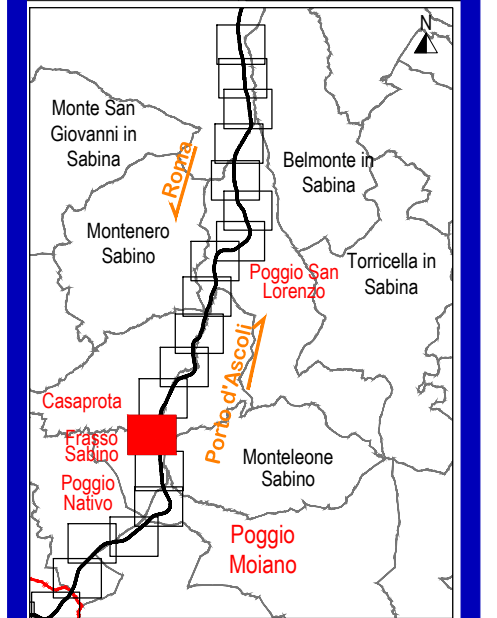 N
Monte San
Giovanni in
Sabina
Roma
Belmonte in
Sabina
Montenero
Sabino
Poggio San
Lorenzo
Torricella in
Sabina
Porto d'Ascoli
Casaprota
Frasso
Sabino
Monteleone
Sabino
Poggio
Nativo
Poggio
Moiano